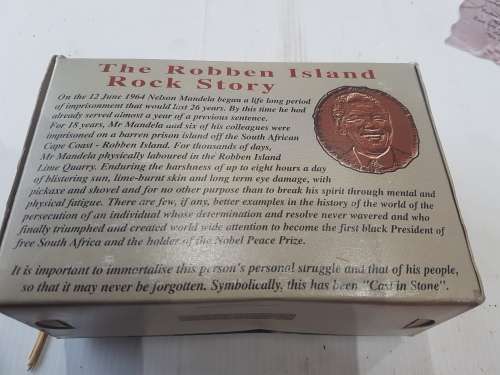 The Robben Island
Rock Story
On the 12 June 1964 Nelson Mandela began a life long period
of imprisonment that would last 26 years. By this time he had
already served almost a year of a previous sentence.
For 18 years, Mr Mandela and six of his colleagues were
imprisoned on a barren prison island off the South African
Cape Coast - Robben Island. For thousands of days,
Mr Mandela physically laboured in the Robben Island
Lime Quarry. Enduring the harshness of up to eight hours a day
of blistering sun, lime-burnt skin and long term eye damage, with
pickaxe and shovel and for no other purpose than to break his spirit through mental and
physical fatigue. There are few, if any, better examples in the history of the world of the
persecution of an individual whose determination and resolve never wavered and who
finally triumphed and created world wide attention to become the first black President of
free South Africa and the holder of the Nobel Peace Prize.
It is important to immortalise this person's personal struggle and that of his people,
so that it may never be forgotten. Symbolically, this has been "Cast in Stone".